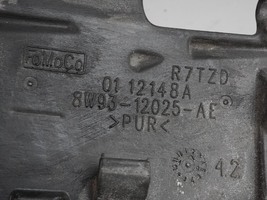 FoMoCo R7TZD
01 12148A
8W93-12025-AE
>PUR<
42